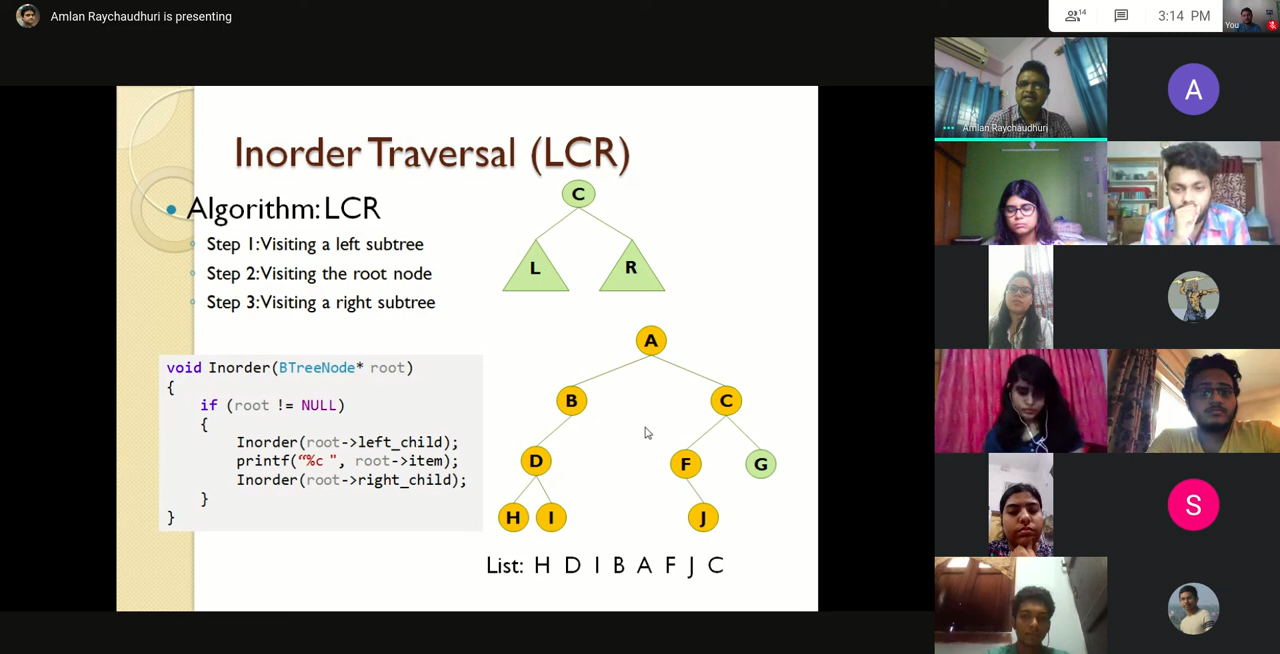 Amlan Raychaudhuri is presenting
14
3:14 PM
You
Inorder Traversal (LCR)
Algorithm: LCR
Step 1: Visiting a left subtree
Step 2: Visiting the root node
Step 3: Visiting a right subtree
C
L R
void Inorder(BTreeNode* root)
{
if (root != NULL)
{
Inorder(root->left_child);
printf("%c ", root->item);
Inorder(root->right_child);
}
}
A
B C
D F G
H I J
List: H D I B A F J C
Amlan Raychaudhuri
A
S